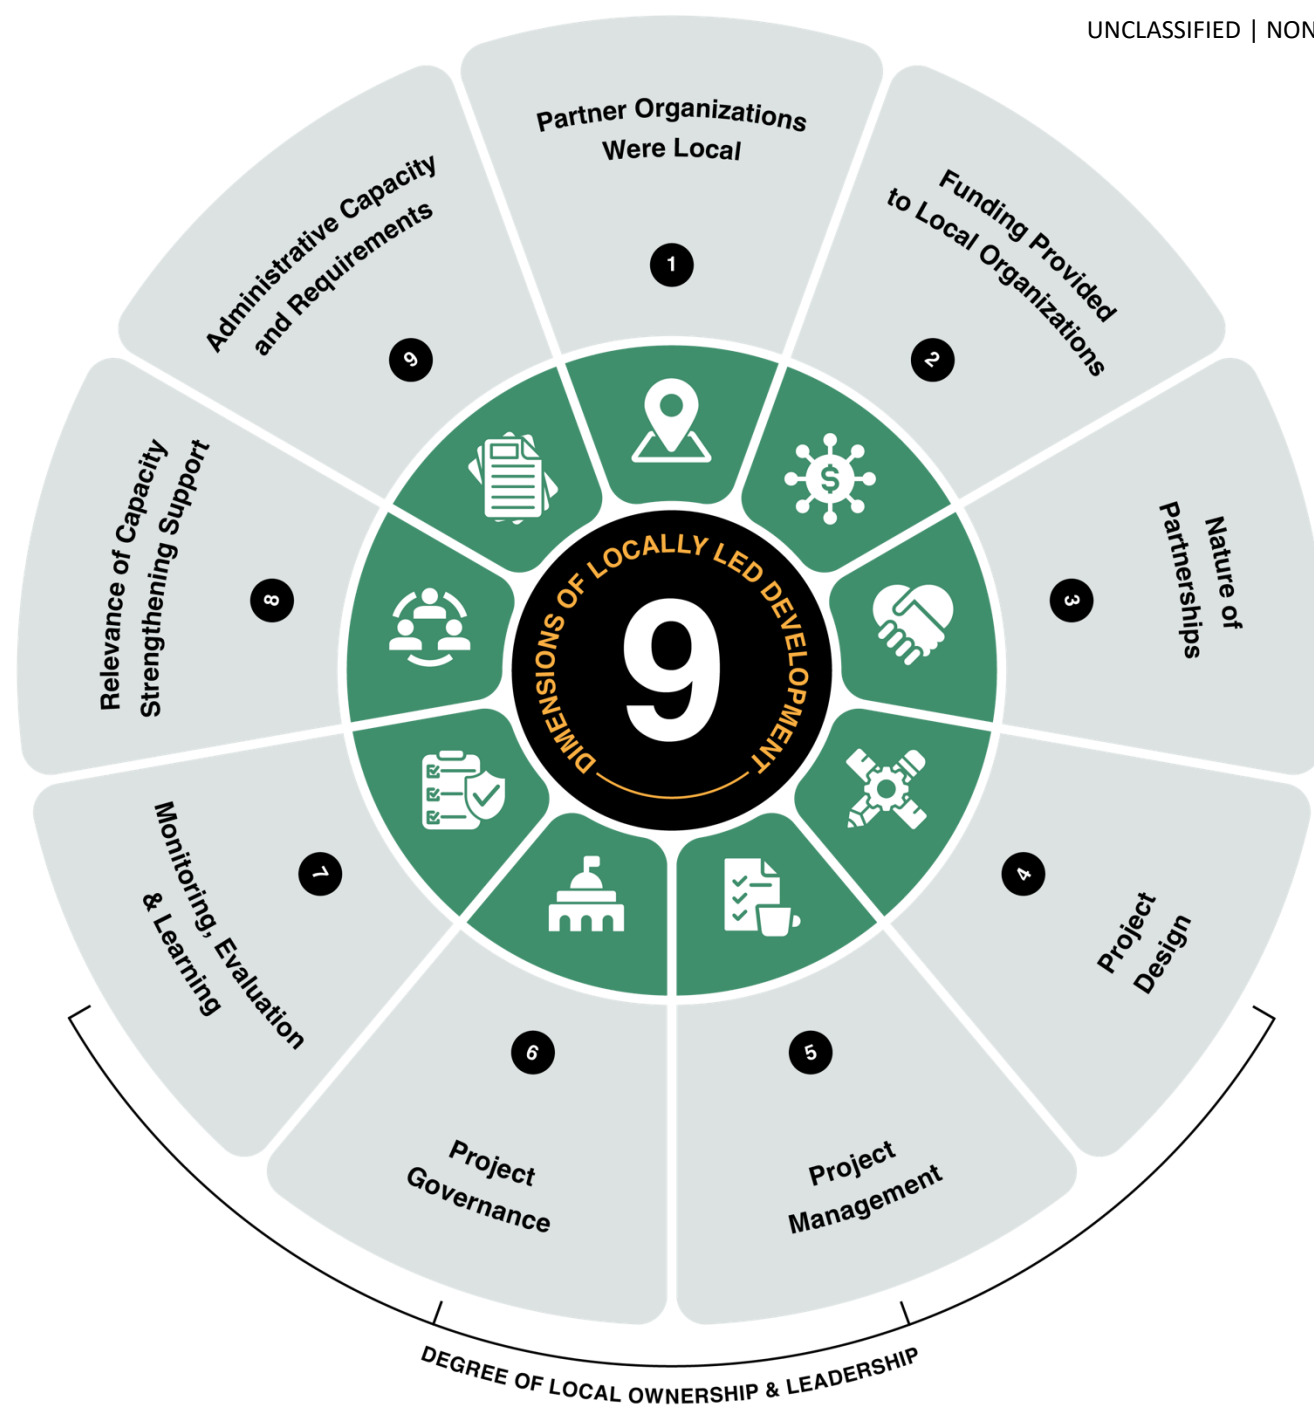 UNCLASSIFIED | NON
Partner Organizations
Were Local
1
Funding Provided
to Local Organizations
2
Nature of
Partnerships
3
Project
Design
4
Project
Management
5
Project
Governance
6
Monitoring, Evaluation
& Learning
7
Relevance of Capacity
Strengthening Support
8
Administrative Capacity
and Requirements
9
$
DIMENSIONS OF LOCALLY LED DEVELOPMENT
9
DEGREE OF LOCAL OWNERSHIP & LEADERSHIP